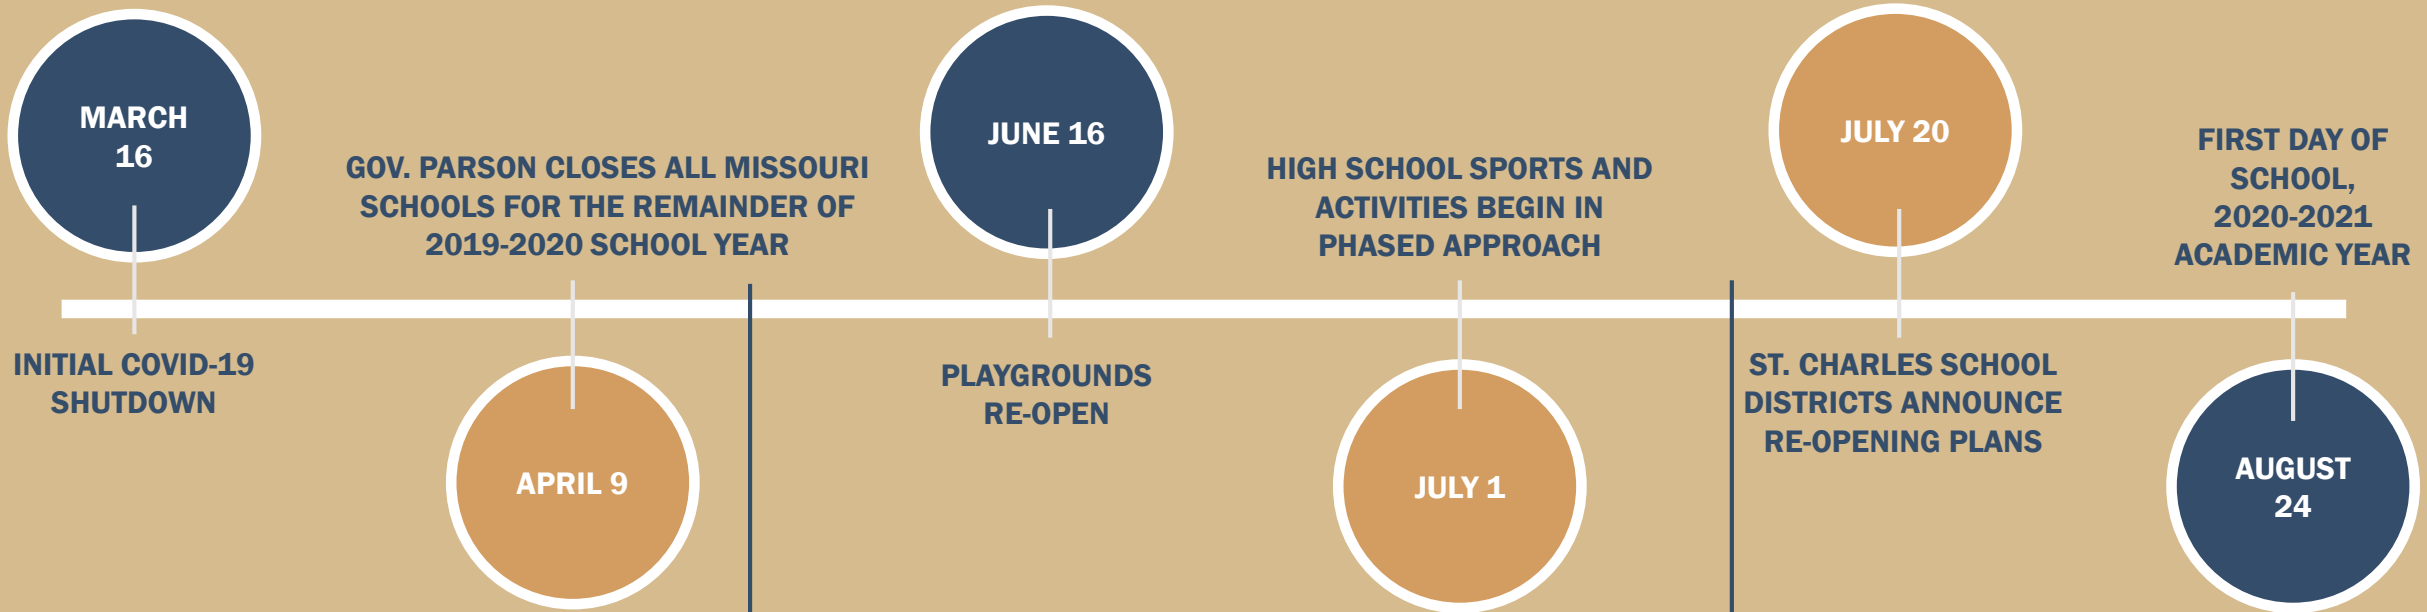 MARCH
16
INITIAL COVID-19
SHUTDOWN
GOV. PARSON CLOSES ALL MISSOURI
SCHOOLS FOR THE REMAINDER OF
2019-2020 SCHOOL YEAR
APRIL 9
JUNE 16
PLAYGROUNDS
RE-OPEN
HIGH SCHOOL SPORTS AND
ACTIVITIES BEGIN IN
PHASED APPROACH
JULY 1
JULY 20
ST. CHARLES SCHOOL
DISTRICTS ANNOUNCE
RE-OPENING PLANS
FIRST DAY OF
SCHOOL,
2020-2021
ACADEMIC YEAR
AUGUST
24